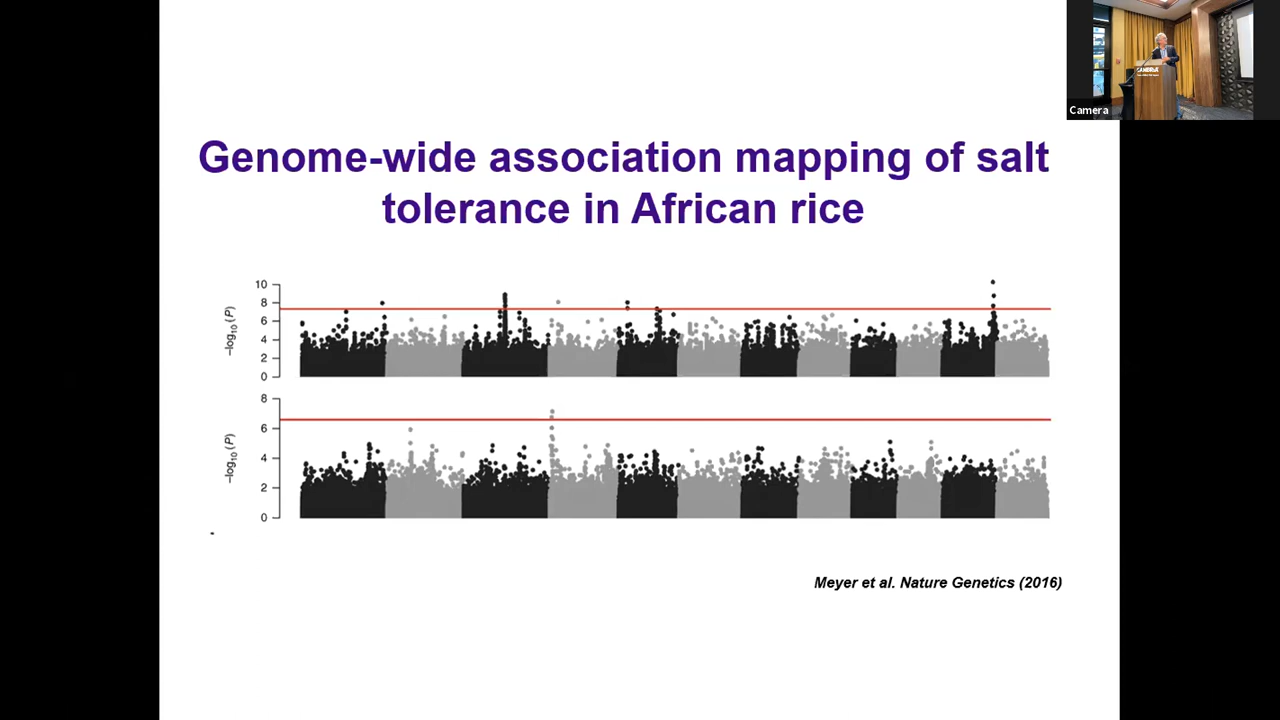 Camera
Genome-wide association mapping of salt
tolerance in African rice
10
8
6
4
2
0
–log10 (P)
8
6
4
2
0
–log10 (P)
Meyer et al. Nature Genetics (2016)